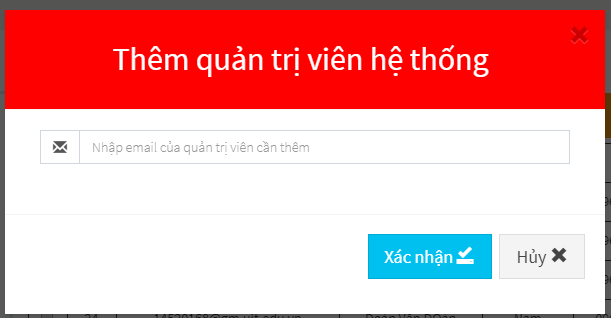 Thêm quản trị viên hệ thống
Nhập email của quản trị viên cần thêm
Xác nhận
Hủy